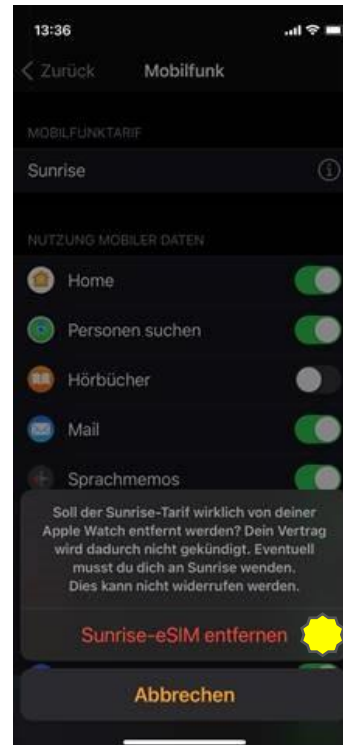 13:36
Zurück
Mobilfunk
MOBILFUNKTARIF
Sunrise
NUTZUNG MOBILER DATEN
Home
Personen suchen
Hörbücher
Mail
Sprachmemos
Soll der Sunrise-Tarif wirklich von deiner
Apple Watch entfernt werden? Dein Vertrag
wird dadurch nicht gekündigt. Eventuell
musst du dich an Sunrise wenden.
Dies kann nicht widerrufen werden.
Sunrise-eSIM entfernen
Abbrechen